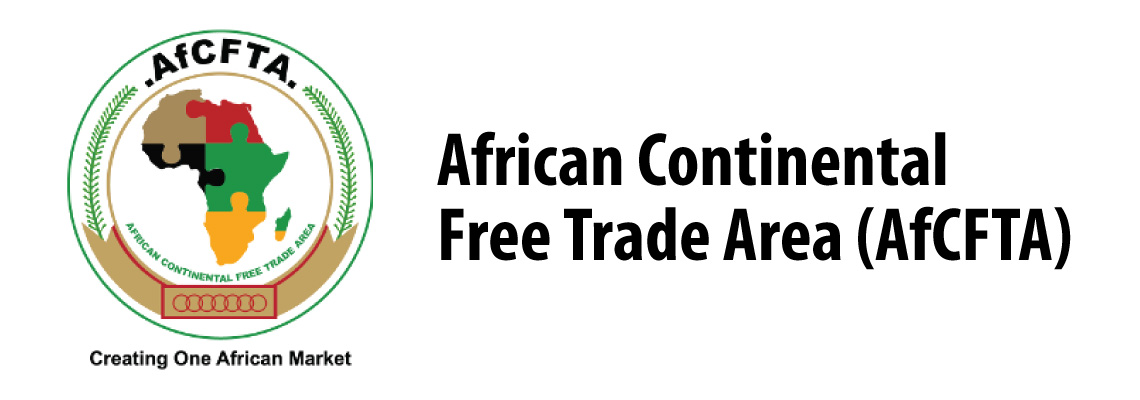 .AfCFTA.
AFRICAN CONTINENTAL FREE TRADE AREA
Creating One African Market
African Continental
Free Trade Area (AfCFTA)